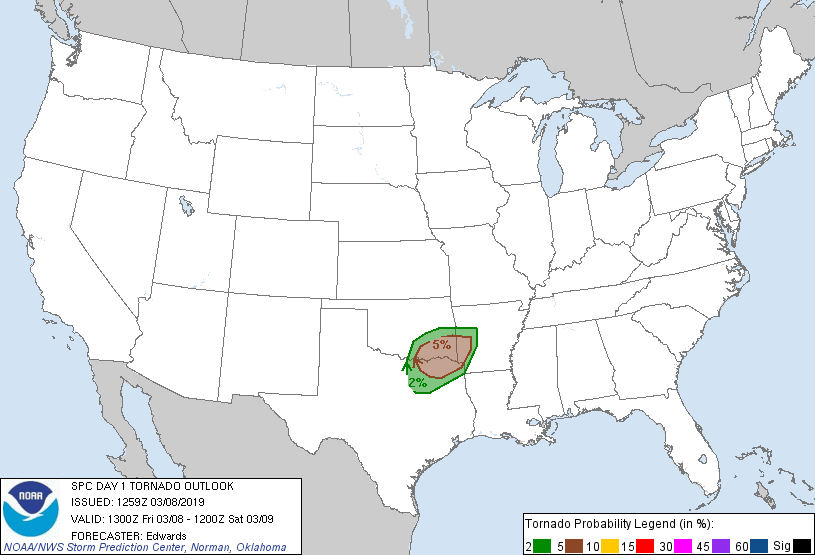 5%
2%
NOAA
SPC DAY 1 TORNADO OUTLOOK
ISSUED: 1259Z 03/08/2019
VALID: 1300Z Fri 03/08 - 1200Z Sat 03/09
FORECASTER: Edwards
NOAA/NWS Storm Prediction Center, Norman, Oklahoma
Tornado Probability Legend (in %):
2 5 10 15 30 45 60 Sig